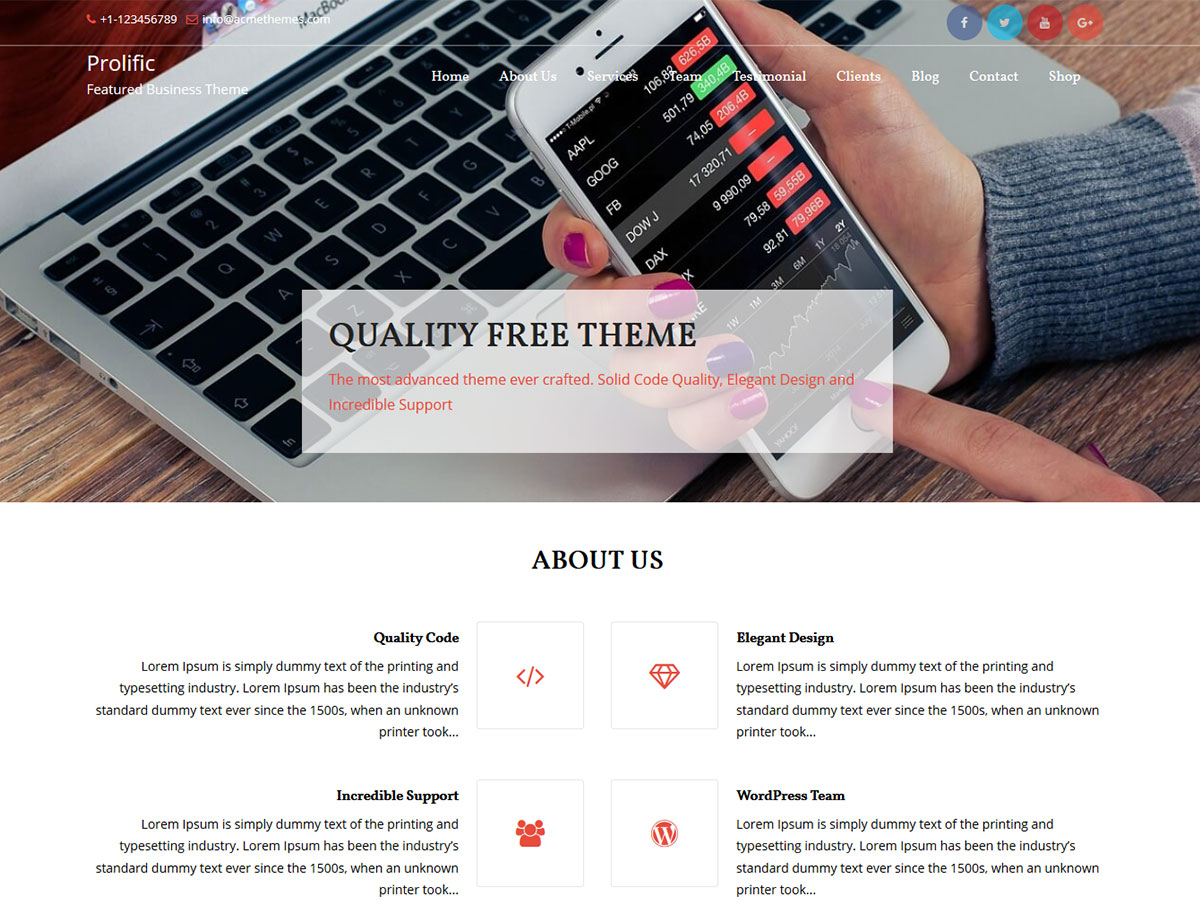 +1-123456789 info@acmethemes.com
Prolific
Featured Business Theme
Home About Us Services Team Testimonial Clients Blog Contact Shop
MacBook
T-Mobile.pl
AAPL 106,82 626,5B
GOOG 501,79 340,4B
FB 74,05 206,4B
DOW J 17 320,71
DAX 9 990,09
79,58 59,55B
92,81 79,96B
1W 1M 3M 6M 1Y 2Y
YAHOO!
QUALITY FREE THEME
The most advanced theme ever crafted. Solid Code Quality, Elegant Design and
Incredible Support
ABOUT US
Quality Code
Lorem Ipsum is simply dummy text of the printing and
typesetting industry. Lorem Ipsum has been the industry’s
standard dummy text ever since the 1500s, when an unknown
printer took...
Elegant Design
Lorem Ipsum is simply dummy text of the printing and
typesetting industry. Lorem Ipsum has been the industry’s
standard dummy text ever since the 1500s, when an unknown
printer took...
Incredible Support
Lorem Ipsum is simply dummy text of the printing and
typesetting industry. Lorem Ipsum has been the industry’s
standard dummy text ever since the 1500s, when an unknown
printer took...
WordPress Team
Lorem Ipsum is simply dummy text of the printing and
typesetting industry. Lorem Ipsum has been the industry’s
standard dummy text ever since the 1500s, when an unknown
printer took...